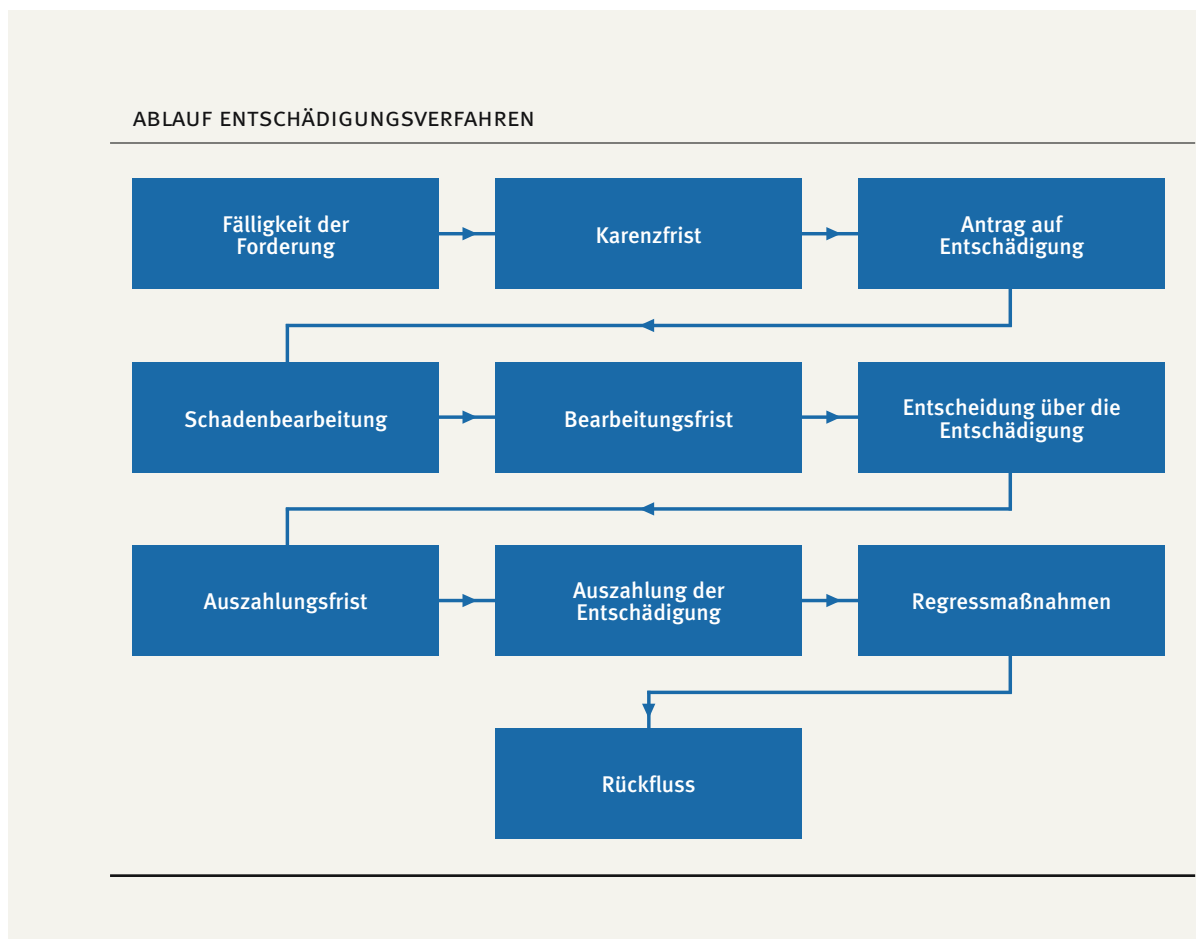 ABLAUF ENTSCHÄDIGUNGSVERFAHREN
Fälligkeit der
Forderung
Karenzfrist
Antrag auf
Entschädigung
Schadenbearbeitung
Bearbeitungsfrist
Entscheidung über die
Entschädigung
Auszahlungsfrist
Auszahlung der
Entschädigung
Regressmaßnahmen
Rückfluss